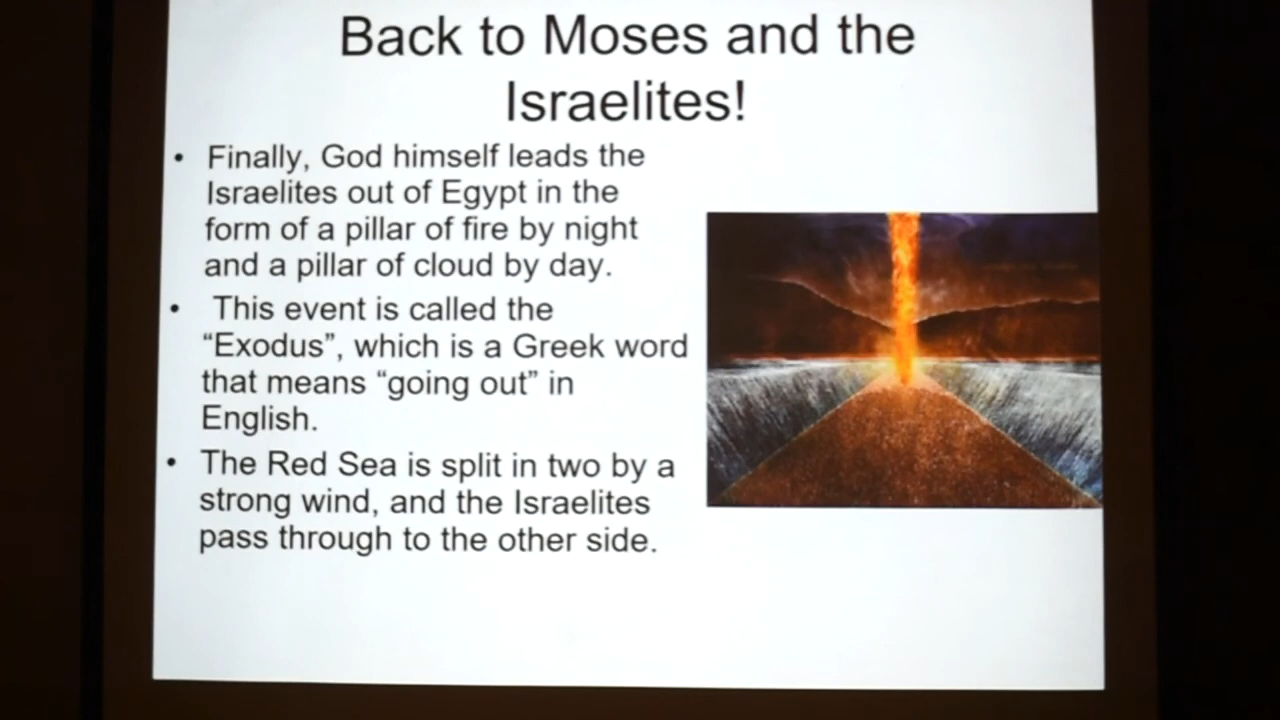 Back to Moses and the
Israelites!
• Finally, God himself leads the
Israelites out of Egypt in the
form of a pillar of fire by night
and a pillar of cloud by day.
• This event is called the
“Exodus”, which is a Greek word
that means “going out” in
English.
• The Red Sea is split in two by a
strong wind, and the Israelites
pass through to the other side.